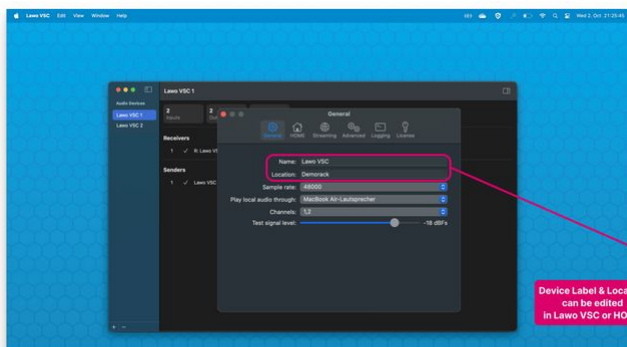 Lawo VSC Edit View Window Help
Wed 2. Oct 21:25:45
Audio Devices
Lawo VSC 1
Lawo VSC 2
Lawo VSC 1
2
Inputs
2
Receivers
1 ✓ R: Lawo VS
Senders
1 ✓ Lawo VSC
General
General HOME Streaming Advanced Logging License
Name: Lawo VSC
Location: Demorack
Sample rate: 48000
Play local audio through: MacBook Air-Lautsprecher
Channels: 1,2
Test signal level: -18 dBFs
Device Label & Loca
can be edited
in Lawo VSC or HO